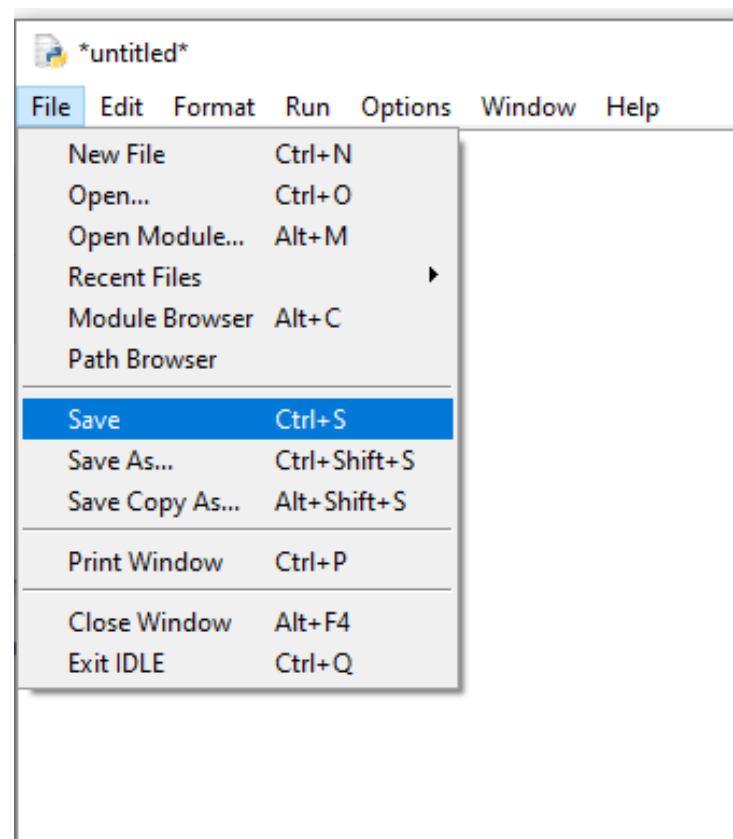 *untitled*
File Edit Format Run Options Window Help
New File Ctrl+N
Open... Ctrl+O
Open Module... Alt+M
Recent Files
Module Browser Alt+C
Path Browser
Save Ctrl+S
Save As... Ctrl+Shift+S
Save Copy As... Alt+Shift+S
Print Window Ctrl+P
Close Window Alt+F4
Exit IDLE Ctrl+Q